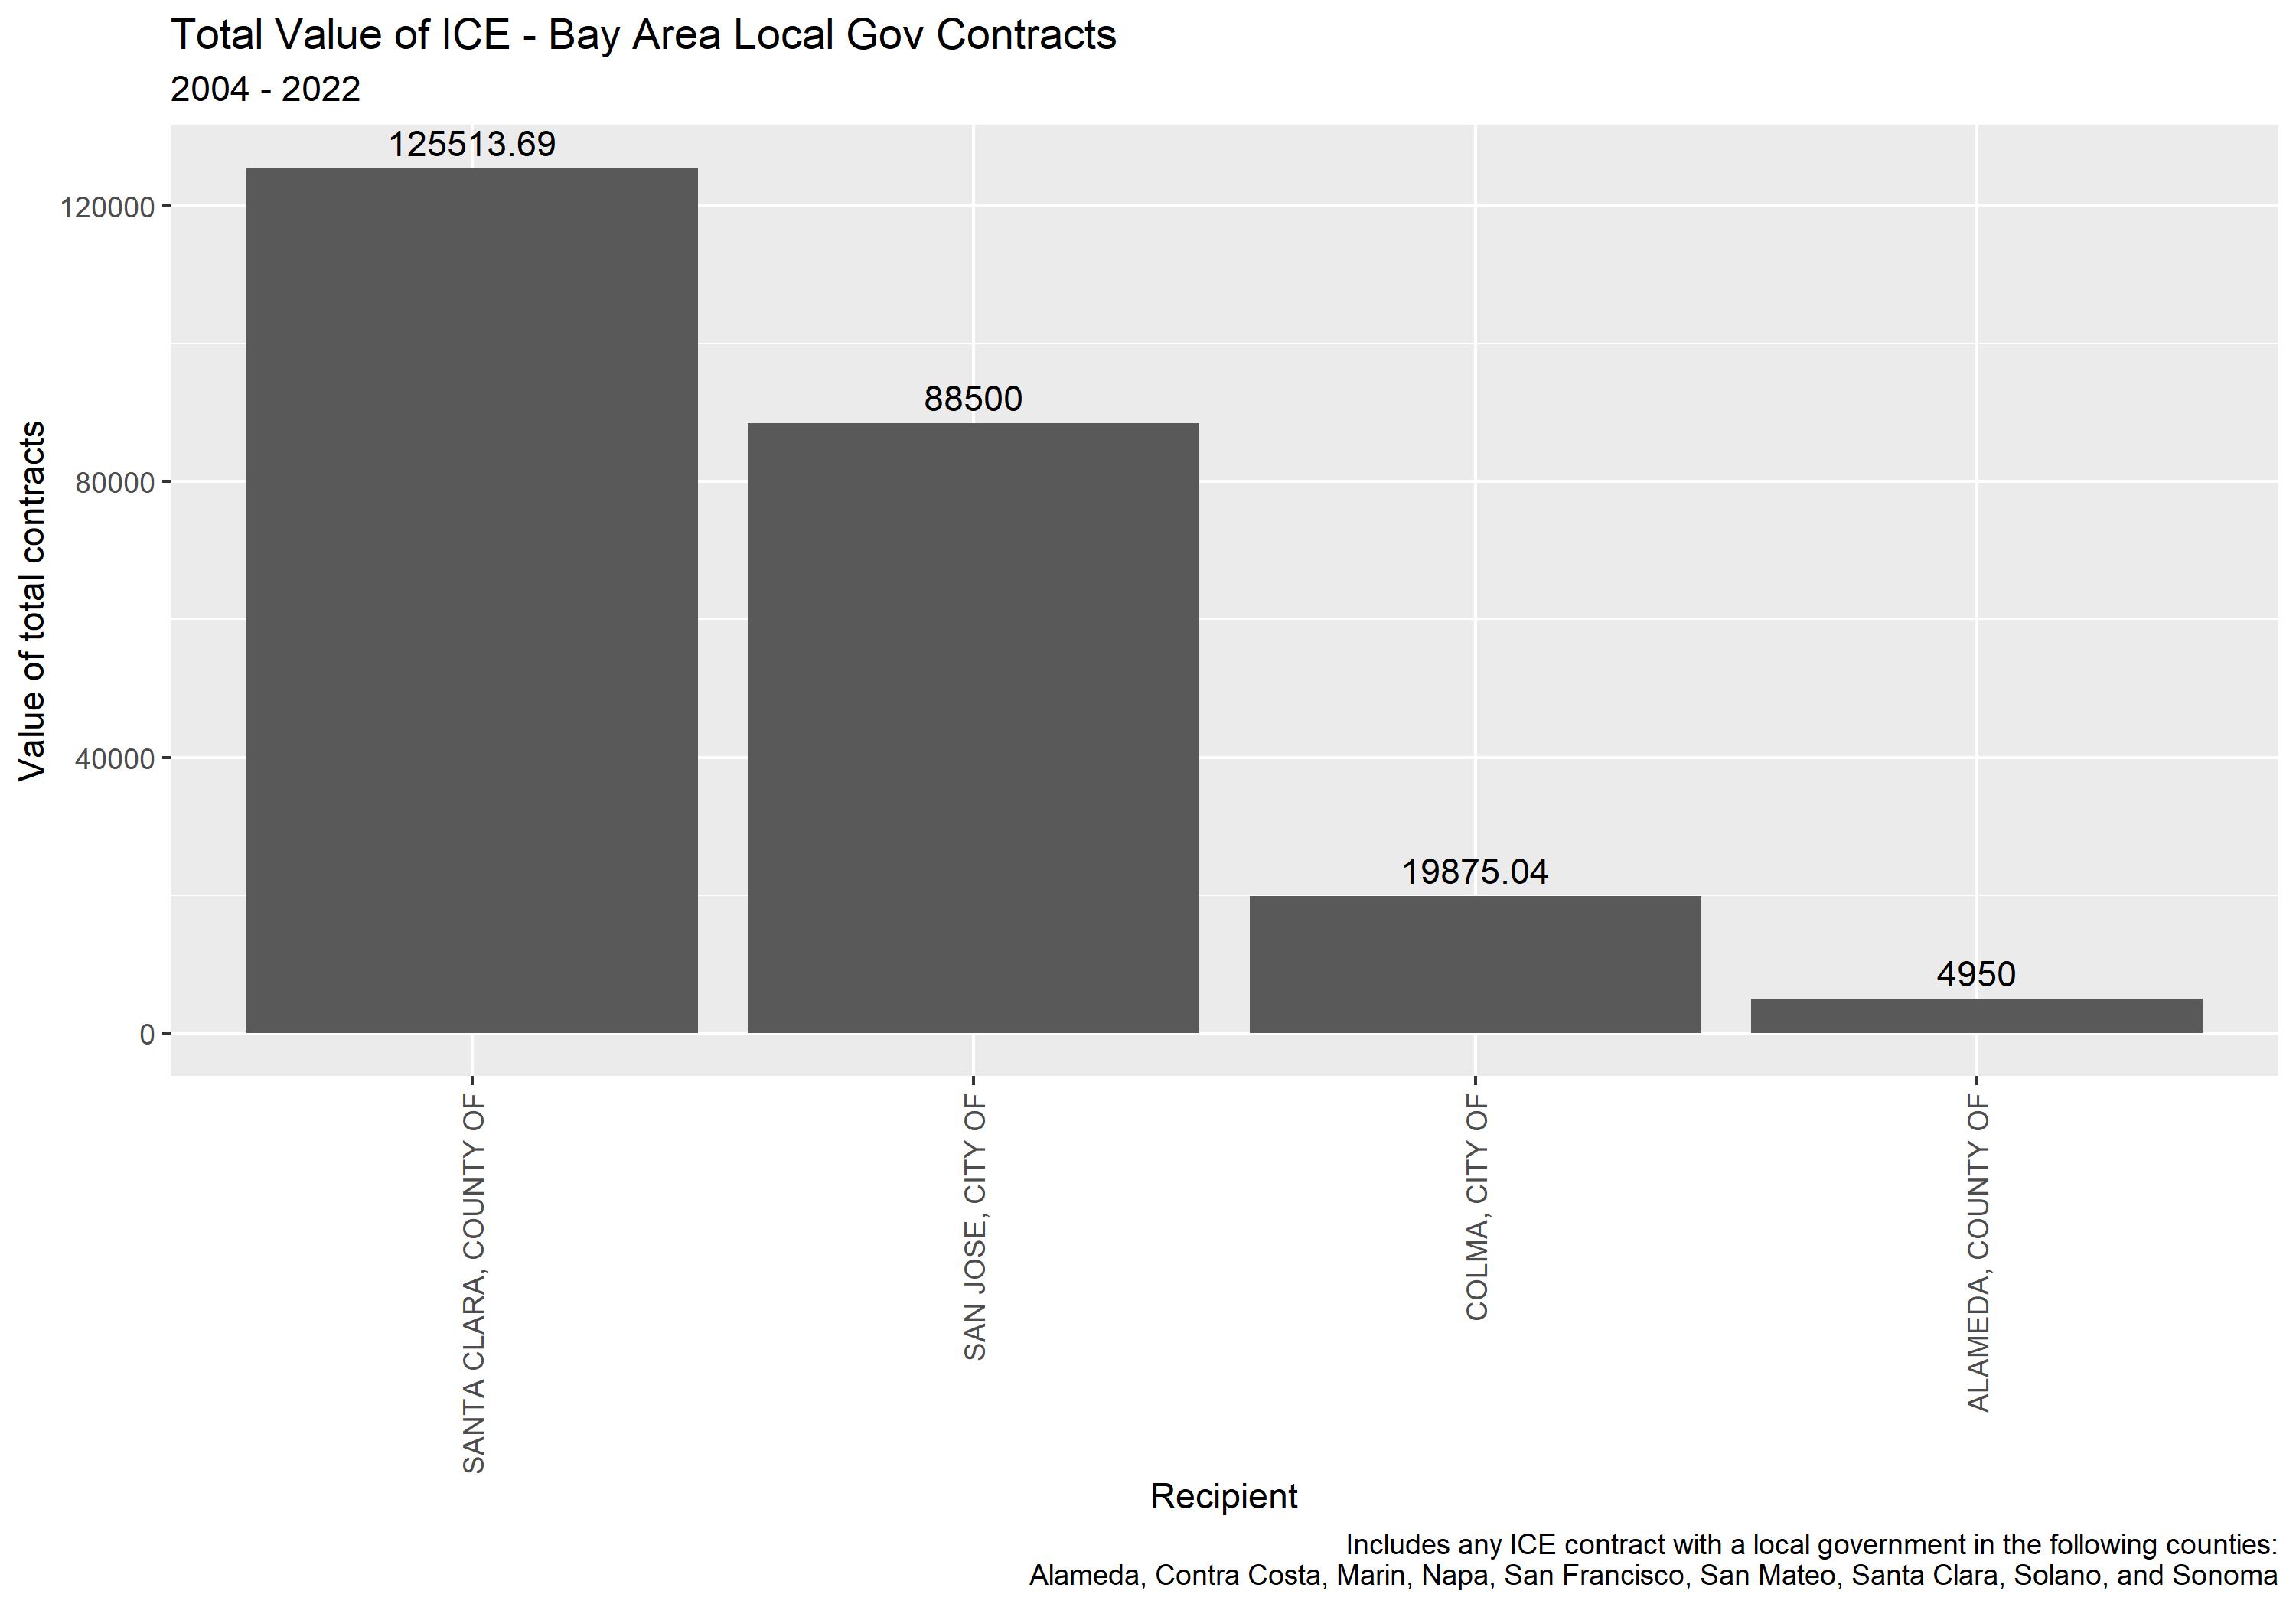 Total Value of ICE - Bay Area Local Gov Contracts
2004 - 2022
Value of total contracts
120000
80000
40000
0
125513.69
88500
19875.04
4950
SANTA CLARA, COUNTY OF
SAN JOSE, CITY OF
COLMA, CITY OF
ALAMEDA, COUNTY OF
Recipient
Includes any ICE contract with a local government in the following counties:
Alameda, Contra Costa, Marin, Napa, San Francisco, San Mateo, Santa Clara, Solano, and Sonoma